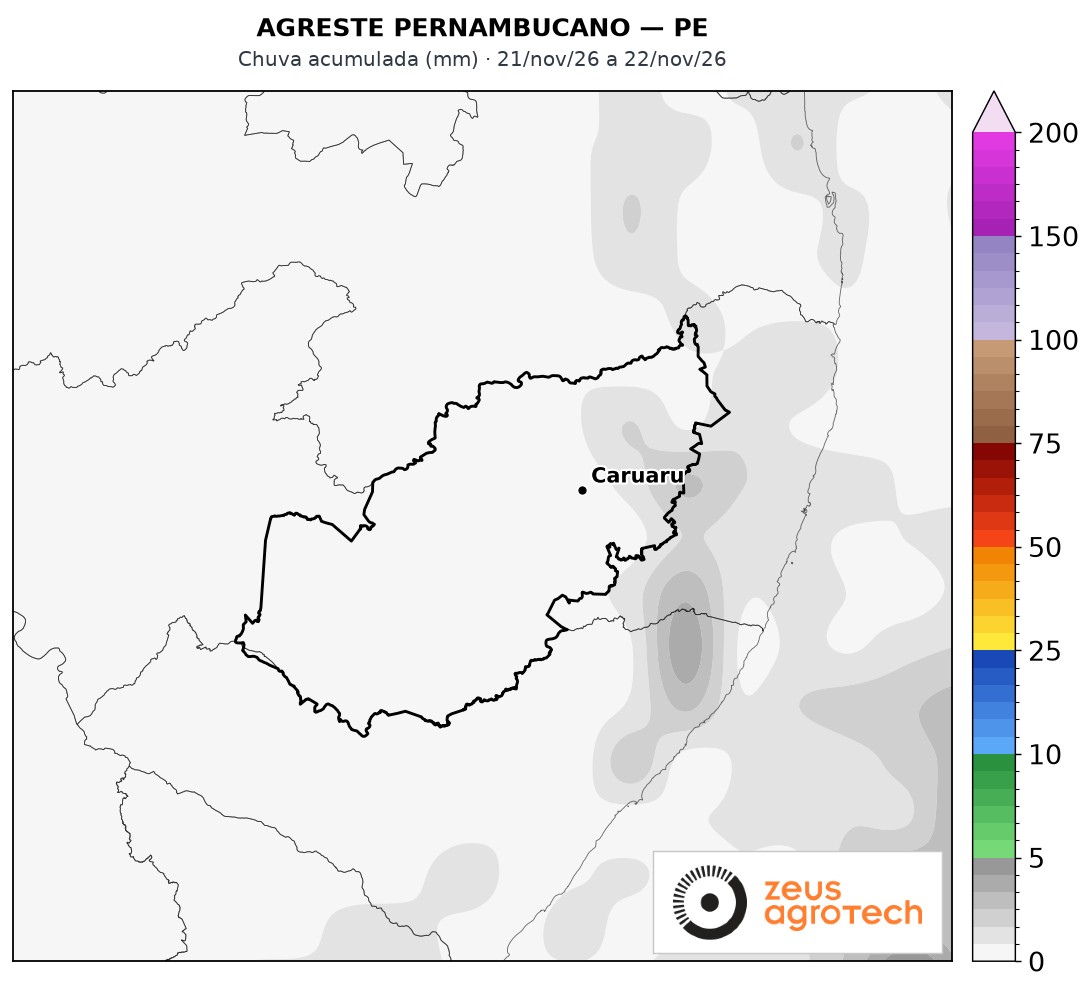 AGRESTE PERNAMBUCANO — PE
Chuva acumulada (mm) · 21/nov/26 a 22/nov/26
200
150
100
75
50
25
10
5
0
Caruaru
zeus
agrotech